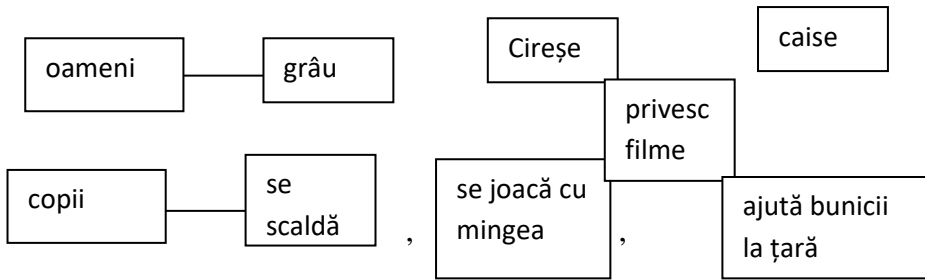 oameni
grâu
Cireșe
caise
privesc
filme
copii
se
scaldă
,
se joacă cu
mingea
,
ajută bunicii
la țară